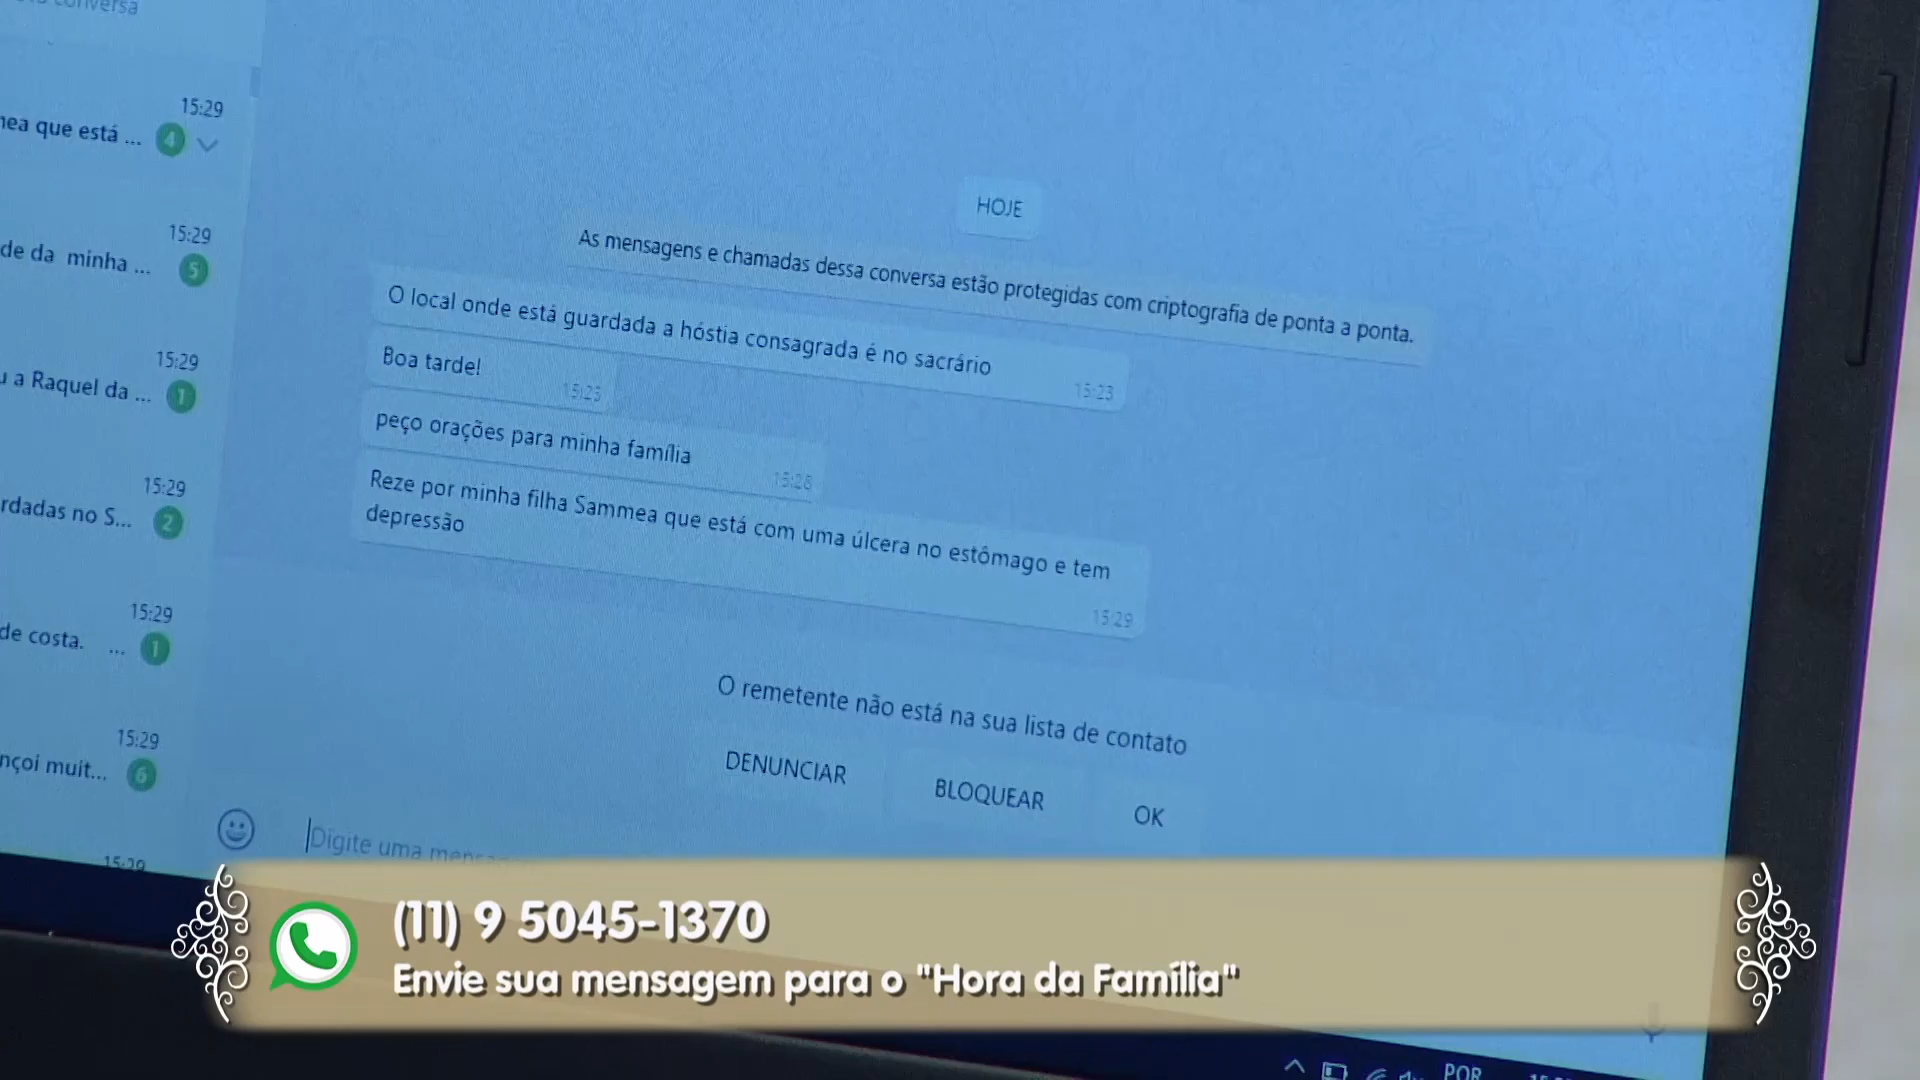 conversa
15:29
que está ...
4
15:29
de da minha ...
5
15:29
a Raquel da ...
1
15:29
rdadas no S...
2
15:29
de costa. ...
1
15:29
nçoi muit...
6
15:29
HOJE
As mensagens e chamadas dessa conversa estão protegidas com criptografia de ponta a ponta.
O local onde está guardada a hóstia consagrada é no sacrário
15:23
Boa tarde!
15:23
peço orações para minha família
15:28
Reze por minha filha Sammea que está com uma úlcera no estômago e tem
depressão
15:29
O remetente não está na sua lista de contato
DENUNCIAR BLOQUEAR OK
Digite uma
(11) 9 5045-1370
Envie sua mensagem para o "Hora da Família"
POR